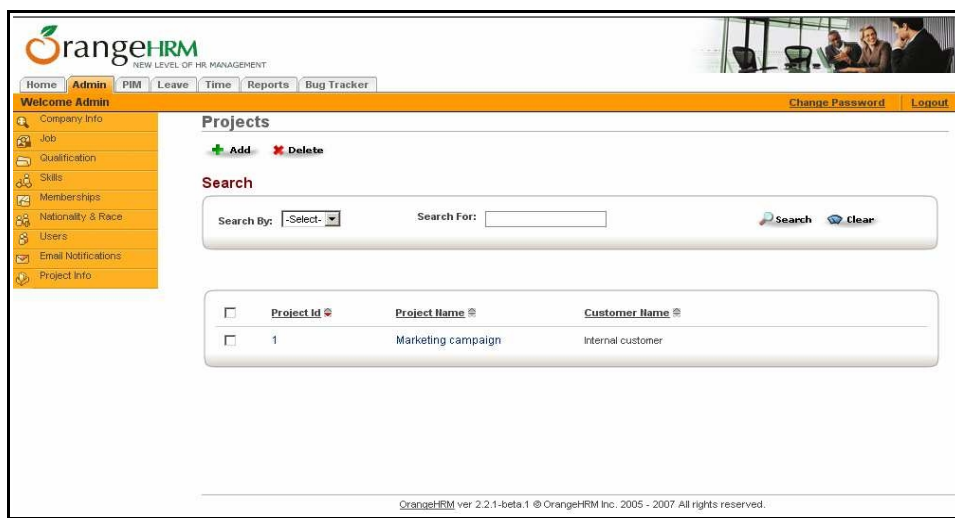 OrangeHRM
NEW LEVEL OF HR MANAGEMENT
Home Admin PIM Leave Time Reports Bug Tracker
Welcome Admin Change Password Logout
Company Info
Job
Qualification
Skills
Memberships
Nationality & Race
Users
Email Notifications
Project Info
Projects
Add Delete
Search
Search By: -Select- Search For: Search Clear
Project Id Project Name Customer Name
1 Marketing campaign Internal customer
OrangeHRM ver 2.2.1-beta.1 © OrangeHRM Inc. 2005 - 2007 All rights reserved.